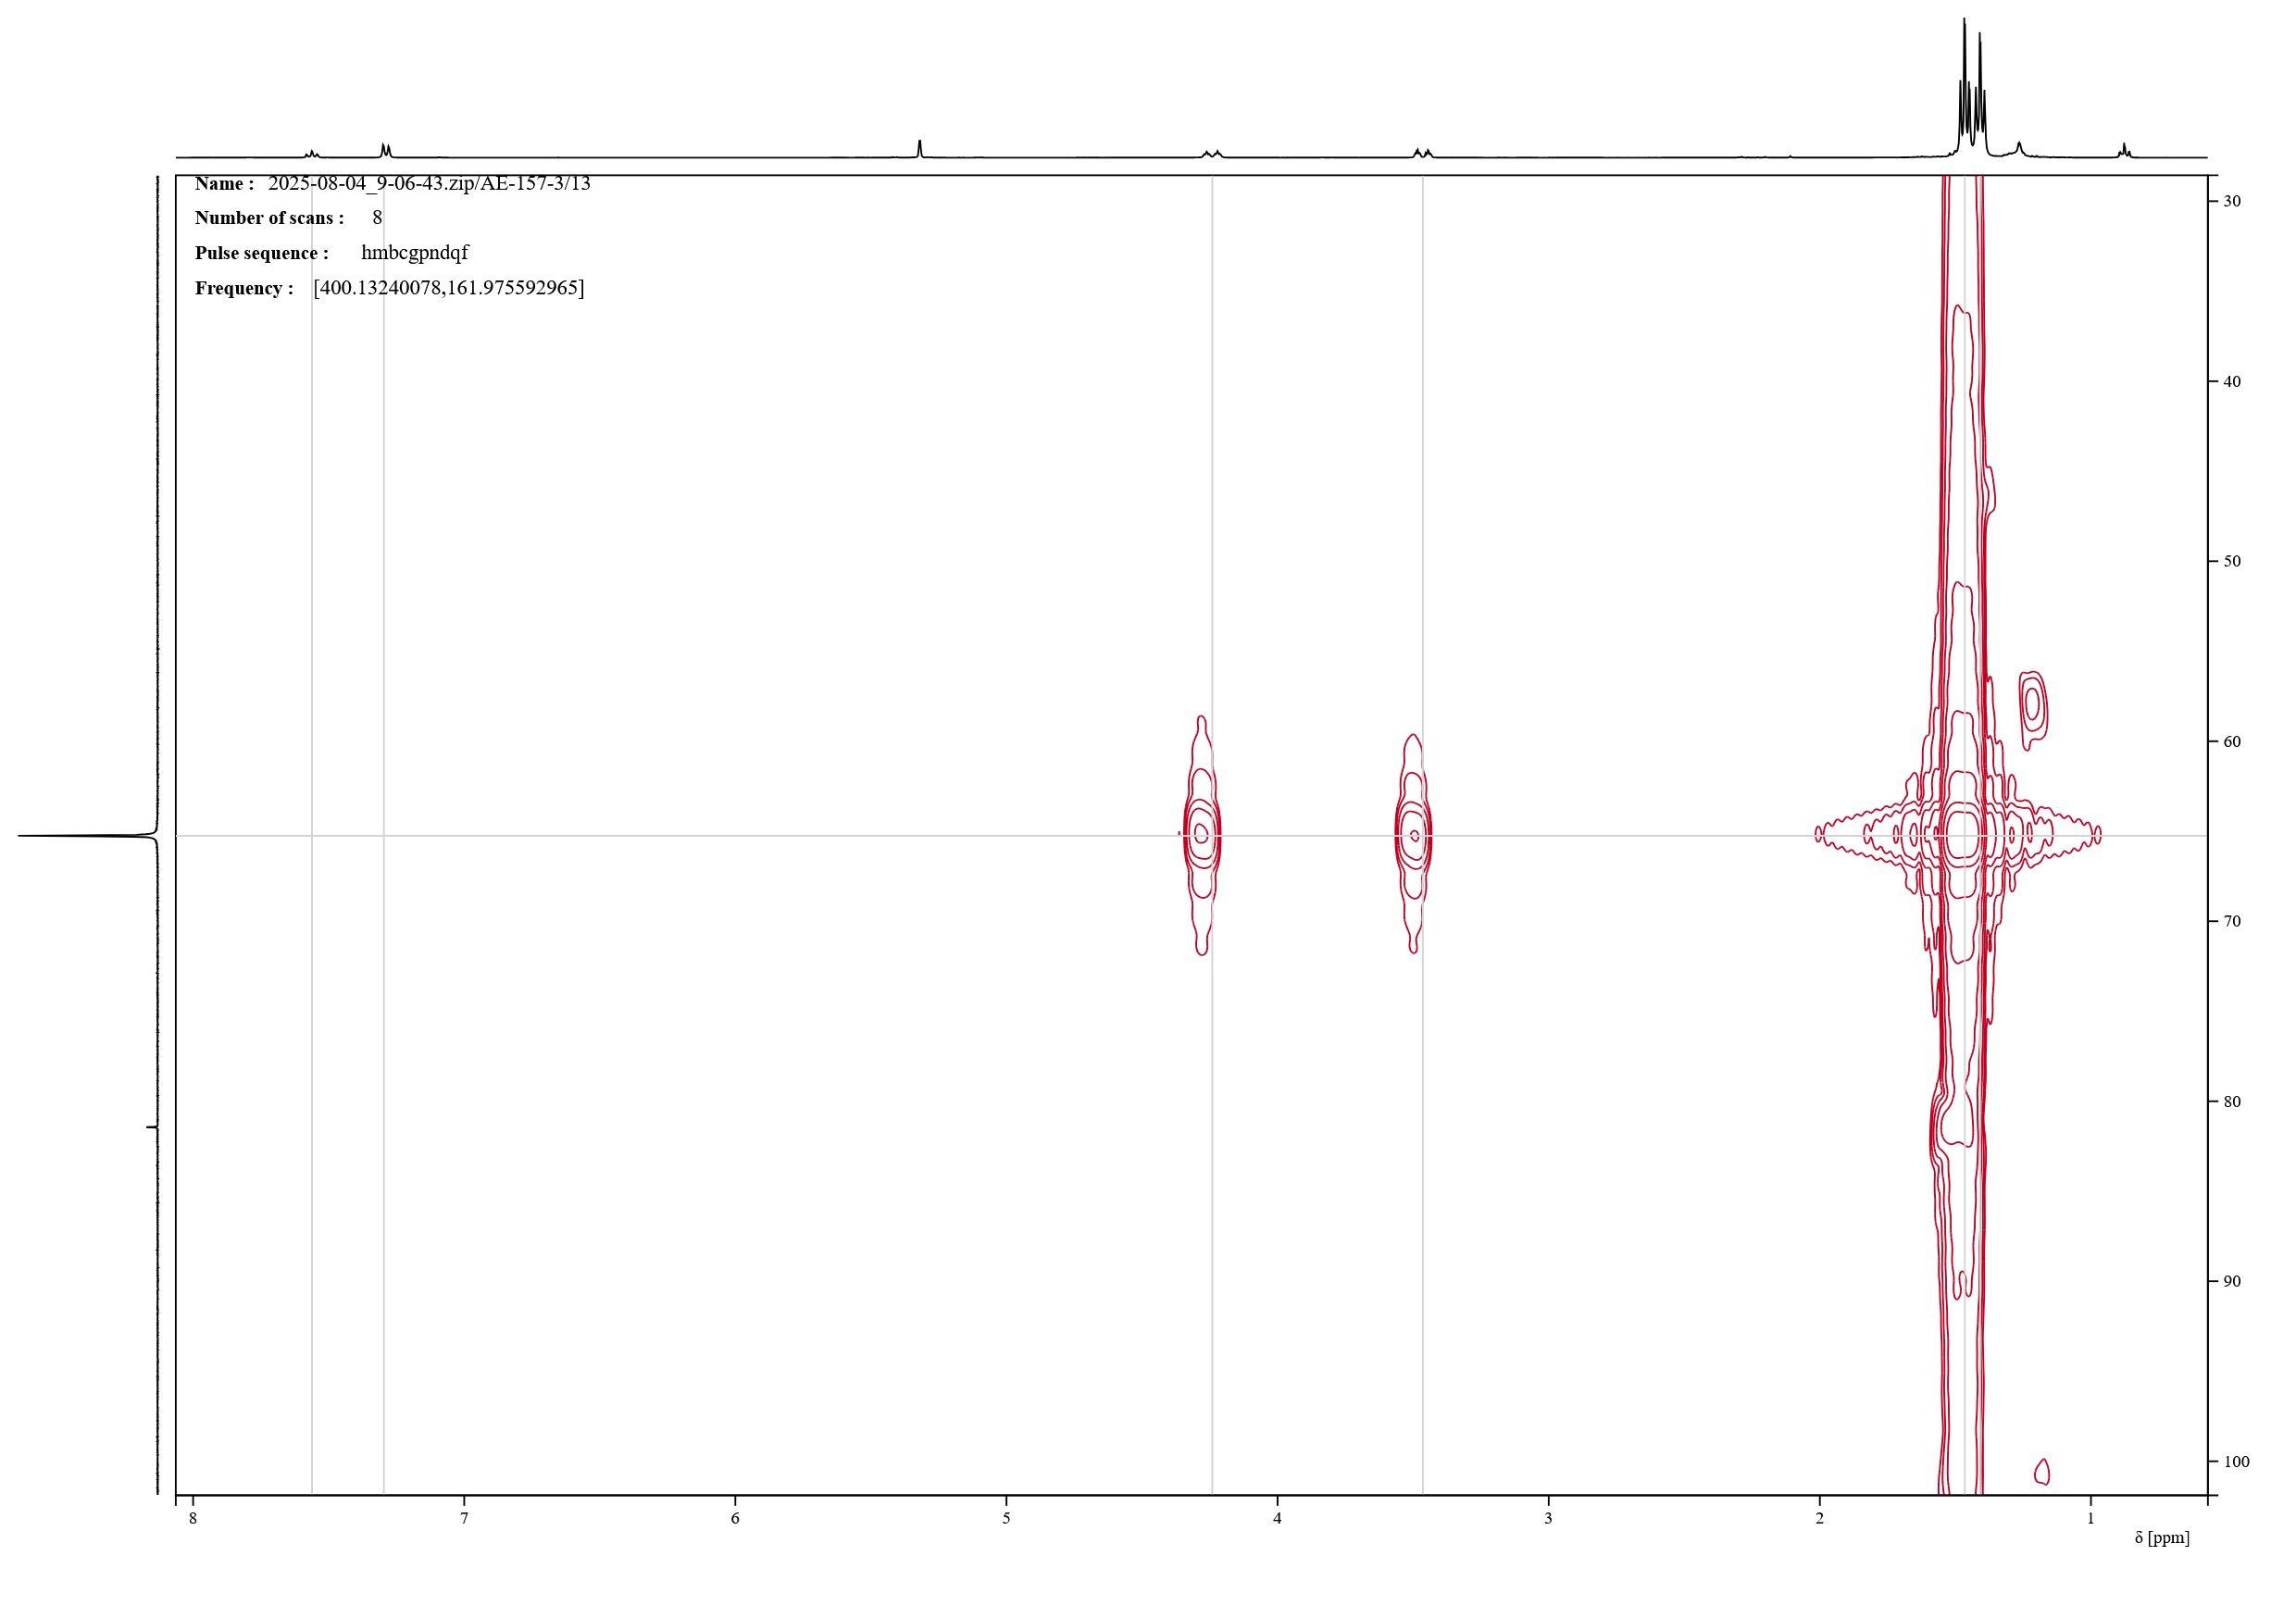 Name : 2025-08-04_9-06-43.zip/AE-157-3/13
Number of scans : 8
Pulse sequence : hmbcgpndqf
Frequency : [400.13240078,161.975592965]
30
40
50
60
70
80
90
100
8 7 6 5 4 3 2 1
δ [ppm]